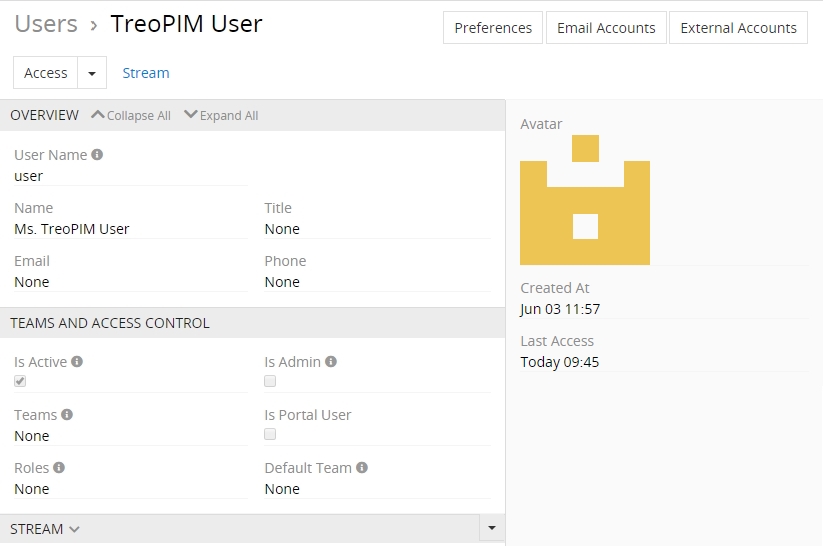 Users › TreoPIM User
Preferences
Email Accounts
External Accounts
Access
Stream
OVERVIEW Collapse All Expand All
User Name
user
Name
Ms. TreoPIM User
Title
None
Email
None
Phone
None
TEAMS AND ACCESS CONTROL
Is Active
Is Admin
Teams
None
Is Portal User
Roles
None
Default Team
None
STREAM
Avatar
Created At
Jun 03 11:57
Last Access
Today 09:45